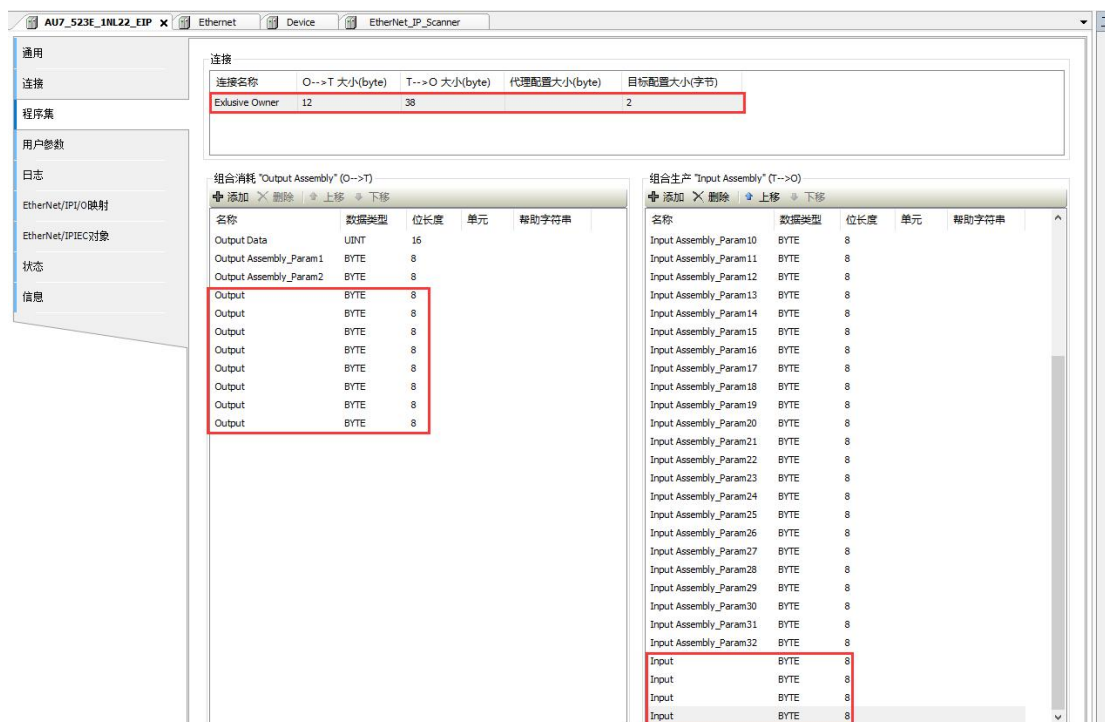 AU7_523E_1NL22_EIP Ethernet Device EtherNet_IP_Scanner
通用
连接
程序集
用户参数
日志
EtherNet/IPI/O映射
EtherNet/IPIEC对象
状态
信息
连接
连接名称 O-->T 大小(byte) T-->O 大小(byte) 代理配置大小(byte) 目标配置大小(字节)
Exlusive Owner 12 38 2
组合消耗 "Output Assembly" (O-->T)
添加 删除 上移 下移
名称 数据类型 位长度 单元 帮助字符串
Output Data UINT 16
Output Assembly_Param1 BYTE 8
Output Assembly_Param2 BYTE 8
Output BYTE 8
Output BYTE 8
Output BYTE 8
Output BYTE 8
Output BYTE 8
Output BYTE 8
Output BYTE 8
Output BYTE 8
组合生产 "Input Assembly" (T-->O)
添加 删除 上移 下移
名称 数据类型 位长度 单元 帮助字符串
Input Assembly_Param10 BYTE 8
Input Assembly_Param11 BYTE 8
Input Assembly_Param12 BYTE 8
Input Assembly_Param13 BYTE 8
Input Assembly_Param14 BYTE 8
Input Assembly_Param15 BYTE 8
Input Assembly_Param16 BYTE 8
Input Assembly_Param17 BYTE 8
Input Assembly_Param18 BYTE 8
Input Assembly_Param19 BYTE 8
Input Assembly_Param20 BYTE 8
Input Assembly_Param21 BYTE 8
Input Assembly_Param22 BYTE 8
Input Assembly_Param23 BYTE 8
Input Assembly_Param24 BYTE 8
Input Assembly_Param25 BYTE 8
Input Assembly_Param26 BYTE 8
Input Assembly_Param27 BYTE 8
Input Assembly_Param28 BYTE 8
Input Assembly_Param29 BYTE 8
Input Assembly_Param30 BYTE 8
Input Assembly_Param31 BYTE 8
Input Assembly_Param32 BYTE 8
Input BYTE 8
Input BYTE 8
Input BYTE 8
Input BYTE 8